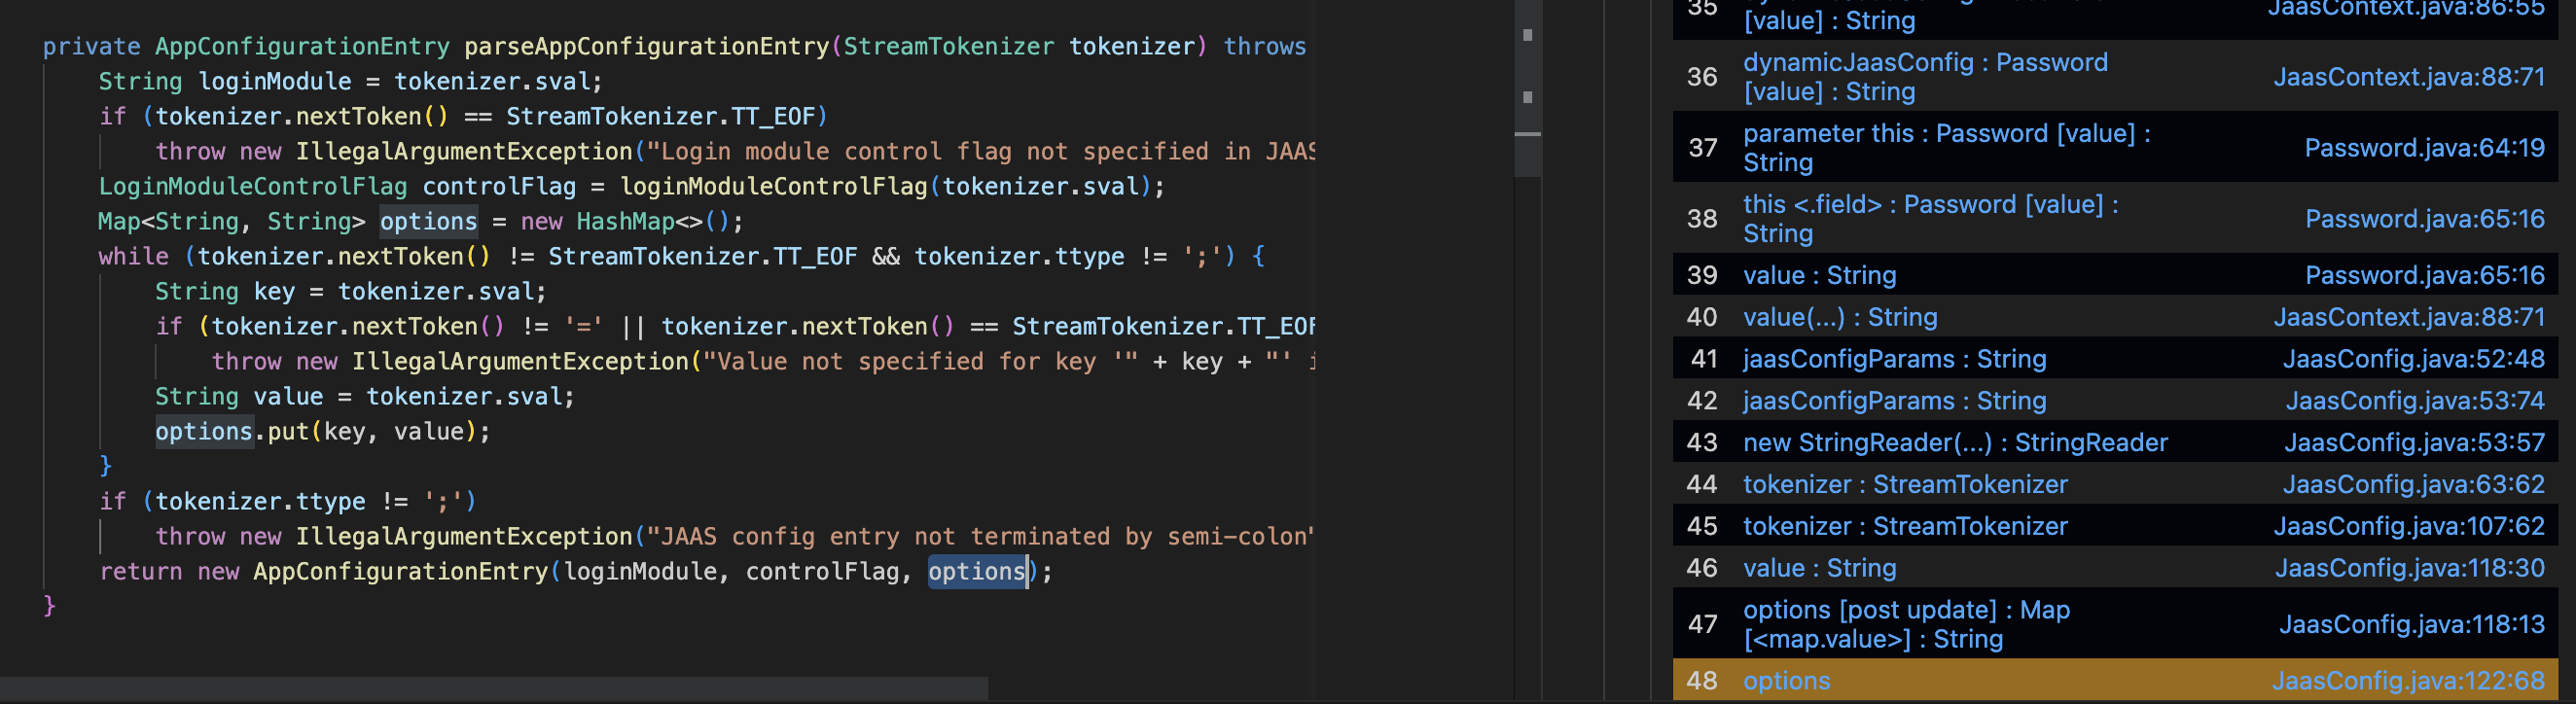 private AppConfigurationEntry parseAppConfigurationEntry(StreamTokenizer tokenizer) throws
String loginModule = tokenizer.sval;
if (tokenizer.nextToken() == StreamTokenizer.TT_EOF)
throw new IllegalArgumentException("Login module control flag not specified in JAAS
LoginModuleControlFlag controlFlag = loginModuleControlFlag(tokenizer.sval);
Map<String, String> options = new HashMap<>();
while (tokenizer.nextToken() != StreamTokenizer.TT_EOF && tokenizer.ttype != ';') {
String key = tokenizer.sval;
if (tokenizer.nextToken() != '=' || tokenizer.nextToken() == StreamTokenizer.TT_EOF
throw new IllegalArgumentException("Value not specified for key '" + key + "' i
String value = tokenizer.sval;
options.put(key, value);
}
if (tokenizer.ttype != ';')
throw new IllegalArgumentException("JAAS config entry not terminated by semi-colon"
return new AppConfigurationEntry(loginModule, controlFlag, options);
}
35 JaasContext.java:86:55
[value] : String
36 dynamicJaasConfig : Password JaasContext.java:88:71
[value] : String
37 parameter this : Password [value] : Password.java:64:19
String
38 this <.field> : Password [value] : Password.java:65:16
String
39 value : String Password.java:65:16
40 value(...) : String JaasContext.java:88:71
41 jaasConfigParams : String JaasConfig.java:52:48
42 jaasConfigParams : String JaasConfig.java:53:74
43 new StringReader(...) : StringReader JaasConfig.java:53:57
44 tokenizer : StreamTokenizer JaasConfig.java:63:62
45 tokenizer : StreamTokenizer JaasConfig.java:107:62
46 value : String JaasConfig.java:118:30
47 options [post update] : Map JaasConfig.java:118:13
[<map.value>] : String
48 options JaasConfig.java:122:68